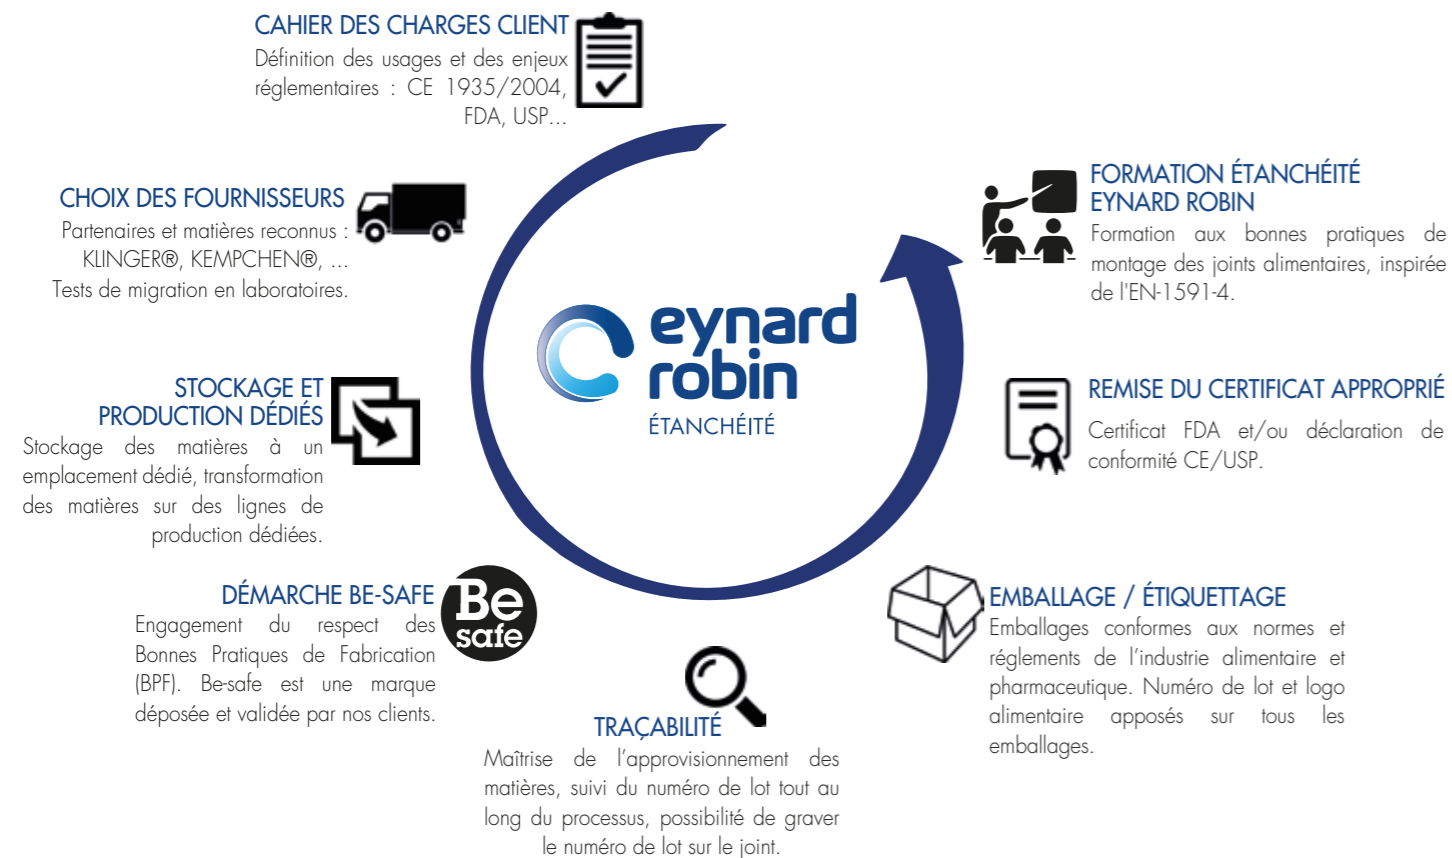 CAHIER DES CHARGES CLIENT
Définition des usages et des enjeux
réglementaires : CE 1935/2004,
FDA, USP...
CHOIX DES FOURNISSEURS
Partenaires et matières reconnus :
KLINGER®, KEMPCHEN®, ...
Tests de migration en laboratoires.
STOCKAGE ET
PRODUCTION DÉDIÉS
Stockage des matières à un
emplacement dédié, transformation
des matières sur des lignes de
production dédiées.
DÉMARCHE BE-SAFE
Engagement du respect des
Bonnes Pratiques de Fabrication
(BPF). Be-safe est une marque
déposée et validée par nos clients.
Be
safe
TRAÇABILITÉ
Maîtrise de l'approvisionnement des
matières, suivi du numéro de lot tout au
long du processus, possibilité de graver
le numéro de lot sur le joint.
EMBALLAGE / ÉTIQUETTAGE
Emballages conformes aux normes et
réglements de l'industrie alimentaire et
pharmaceutique. Numéro de lot et logo
alimentaire apposés sur tous les
emballages.
REMISE DU CERTIFICAT APPROPRIÉ
Certificat FDA et/ou déclaration de
conformité CE/USP.
FORMATION ÉTANCHÉITÉ
EYNARD ROBIN
Formation aux bonnes pratiques de
montage des joints alimentaires, inspirée
de l'EN-1591-4.
eynard
robin
ÉTANCHÉITÉ